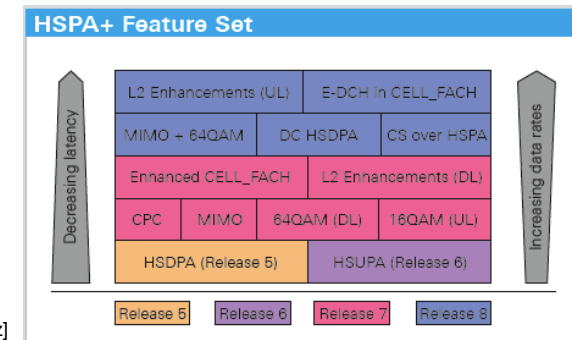 HSPA+ Feature Set
Decreasing latency
L2 Enhancements (UL) E-DCH in CELL_FACH
MIMO + 64QAM DC HSDPA CS over HSPA
Enhanced CELL_FACH L2 Enhancements (DL)
CPC MIMO 64QAM (DL) 16QAM (UL)
HSDPA (Release 5) HSUPA (Release 6)
Increasing data rates
Release 5 Release 6 Release 7 Release 8